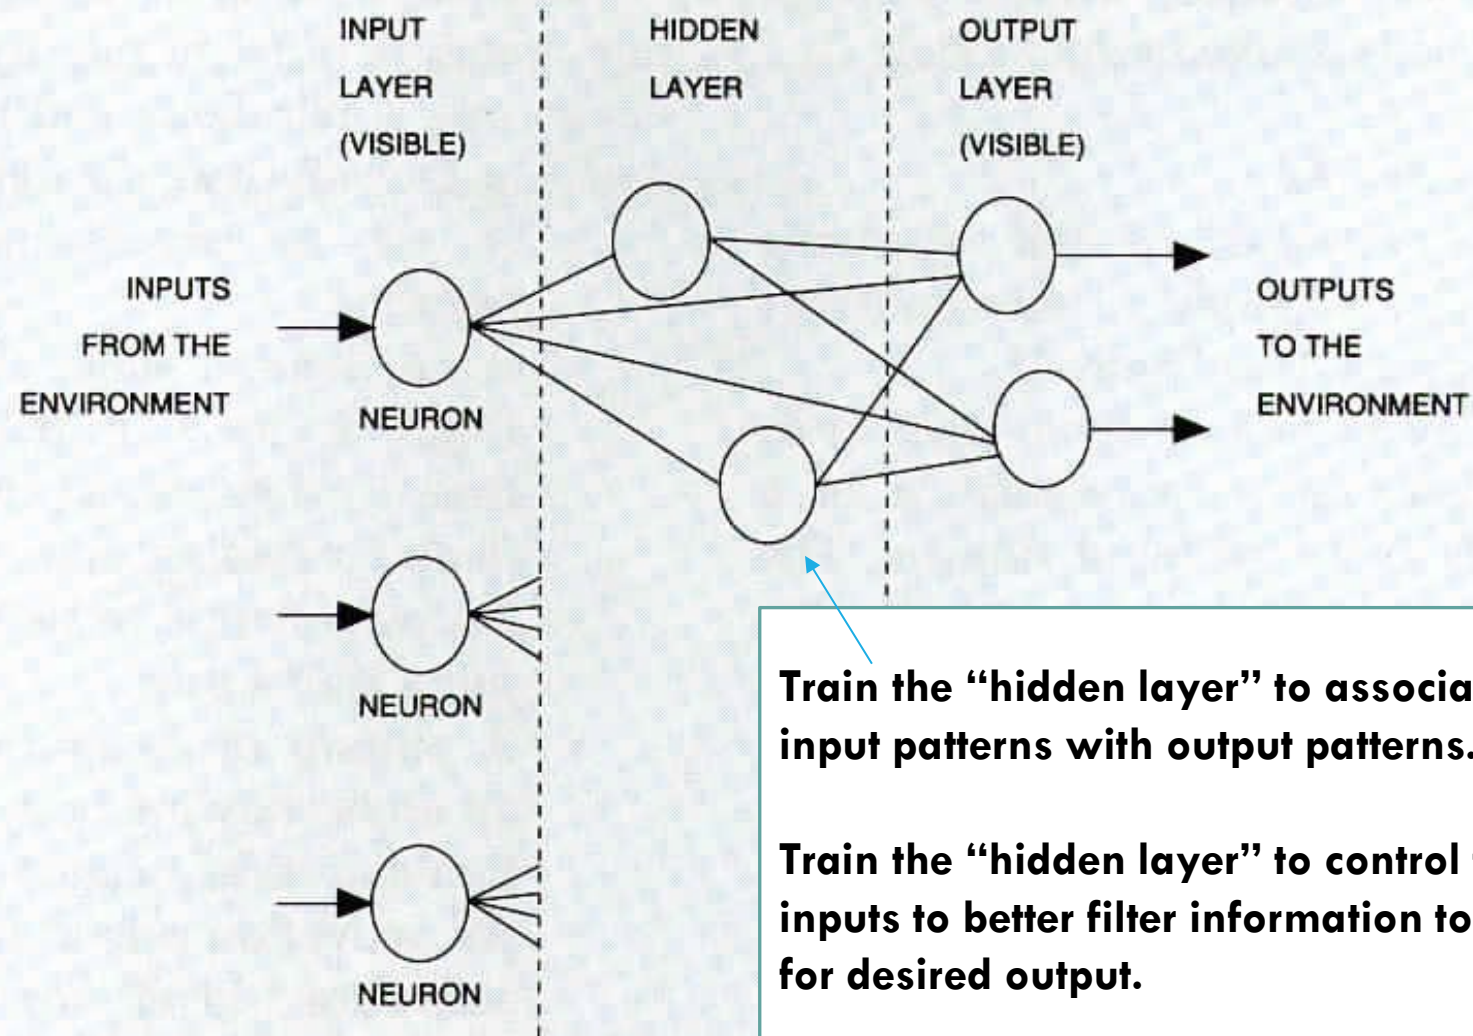 INPUT
LAYER
(VISIBLE)
HIDDEN
LAYER
OUTPUT
LAYER
(VISIBLE)
INPUTS
FROM THE
ENVIRONMENT
NEURON
OUTPUTS
TO THE
ENVIRONMENT
NEURON
NEURON
Train the “hidden layer” to
input patterns with output patterns.
Train the “hidden layer” to control
inputs to better filter information to
for desired output.